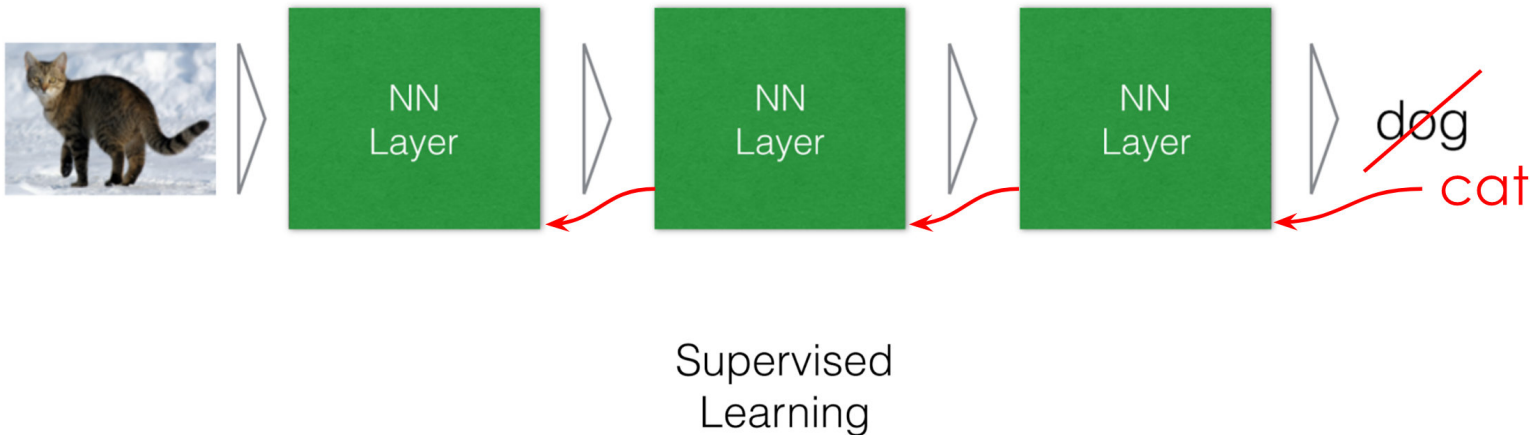 NN
Layer
NN
Layer
NN
Layer
dog
cat
Supervised
Learning